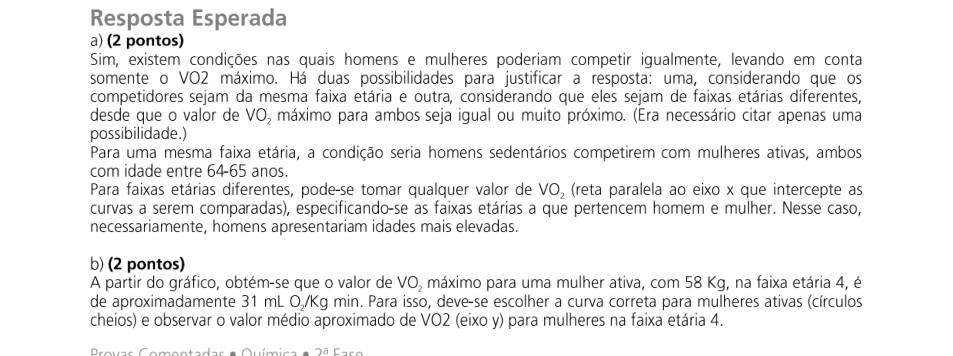 Resposta Esperada
a) (2 pontos)
Sim, existem condições nas quais homens e mulheres poderiam competir igualmente, levando em conta
somente o VO2 máximo. Há duas possibilidades para justificar a resposta: uma, considerando que os
competidores sejam da mesma faixa etária e outra, considerando que eles sejam de faixas etárias diferentes,
desde que o valor de VO₂ máximo para ambos seja igual ou muito próximo. (Era necessário citar apenas uma
possibilidade.)
Para uma mesma faixa etária, a condição seria homens sedentários competirem com mulheres ativas, ambos
com idade entre 64-65 anos.
Para faixas etárias diferentes, pode-se tomar qualquer valor de VO₂ (reta paralela ao eixo x que intercepte as
curvas a serem comparadas), especificando-se as faixas etárias a que pertencem homem e mulher. Nesse caso,
necessariamente, homens apresentariam idades mais elevadas.
b) (2 pontos)
A partir do gráfico, obtém-se que o valor de VO₂ máximo para uma mulher ativa, com 58 Kg, na faixa etária 4, é
de aproximadamente 31 mL O₂/Kg min. Para isso, deve-se escolher a curva correta para mulheres ativas (círculos
cheios) e observar o valor médio aproximado de VO2 (eixo y) para mulheres na faixa etária 4.
Provas Comentadas • Química • 2ª Fase